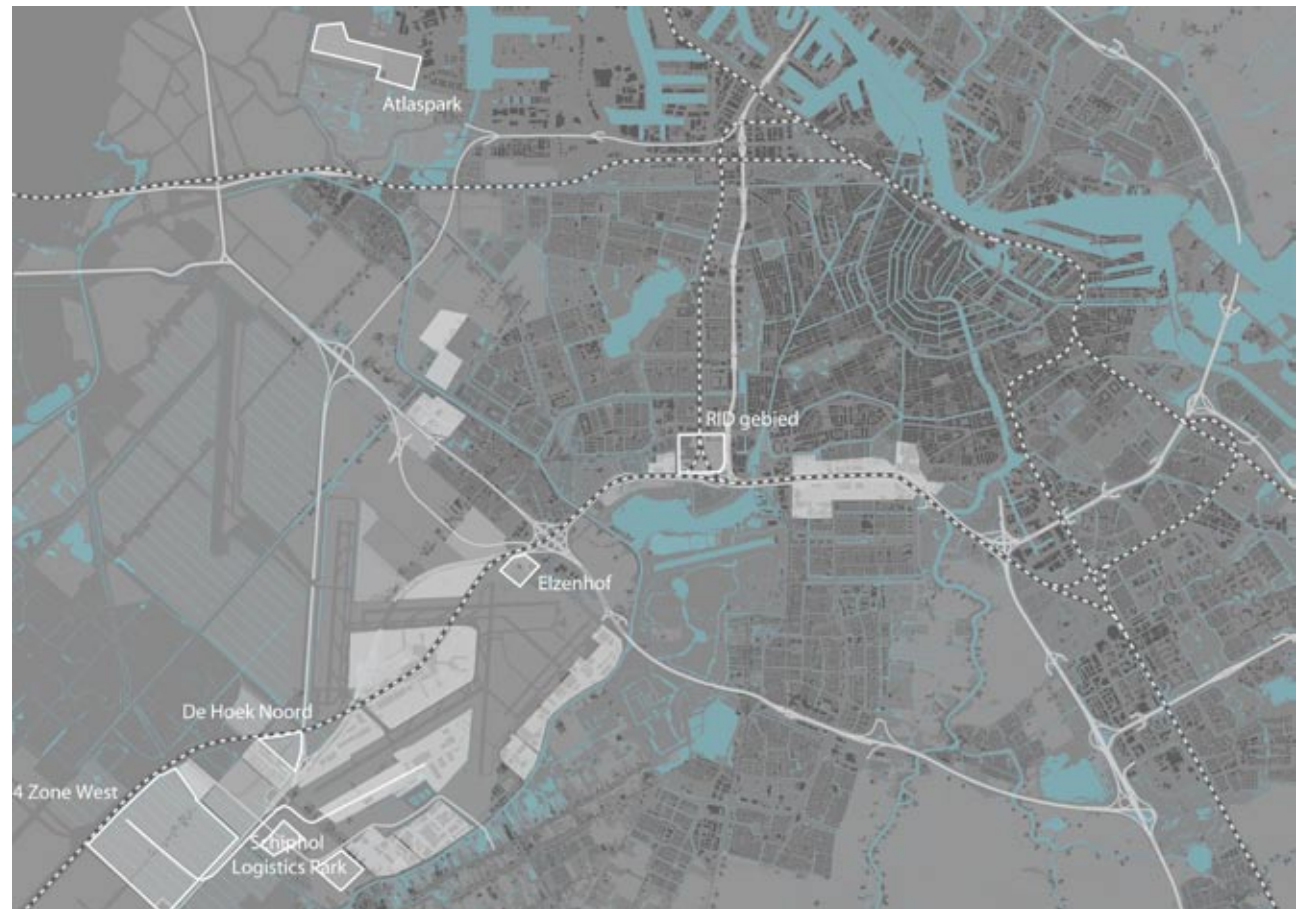 Atlaspark
RID gebied
Elzenhof
De Hoek Noord
4 Zone West
Schiphol
Logistics Park